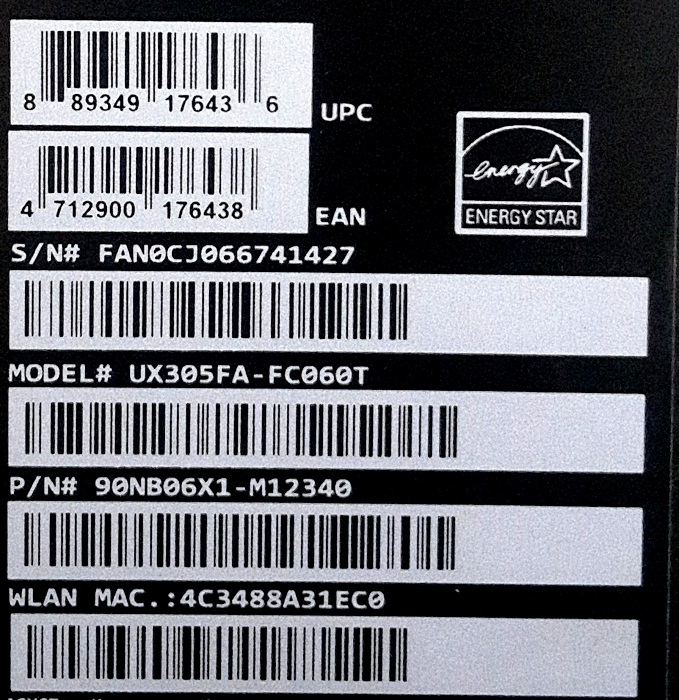 8 89349 17643 6
UPC
4 712900 176438
EAN
energy
ENERGY STAR
S/N# FAN0CJ066741427
MODEL# UX305FA-FC060T
P/N# 90NB06X1-M12340
WLAN MAC.:4C3488A31EC0